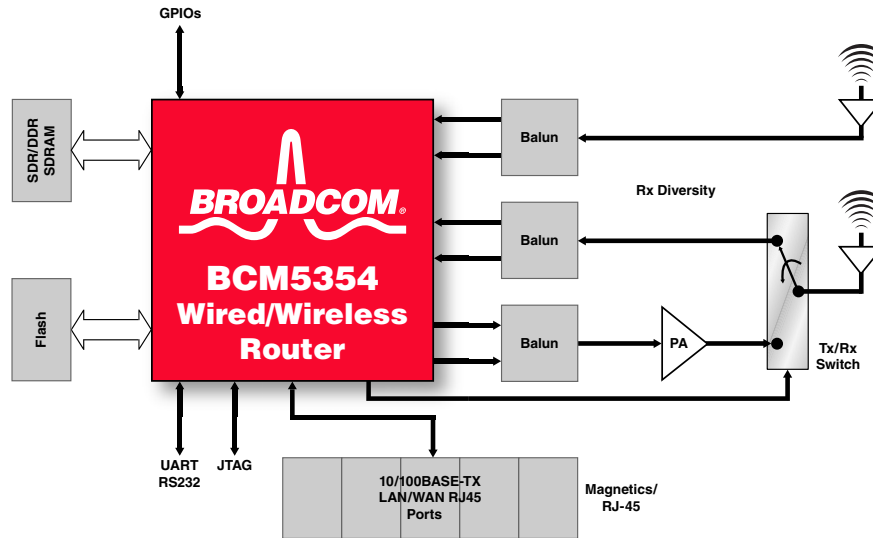 GPIOs
SDR/DDR
SDRAM
Flash
BROADCOM®
BCM5354
Wired/Wireless
Router
Balun
Balun
Balun
Rx Diversity
PA
Tx/Rx
Switch
UART
RS232
JTAG
10/100BASE-TX
LAN/WAN RJ45
Ports
Magnetics/
RJ-45